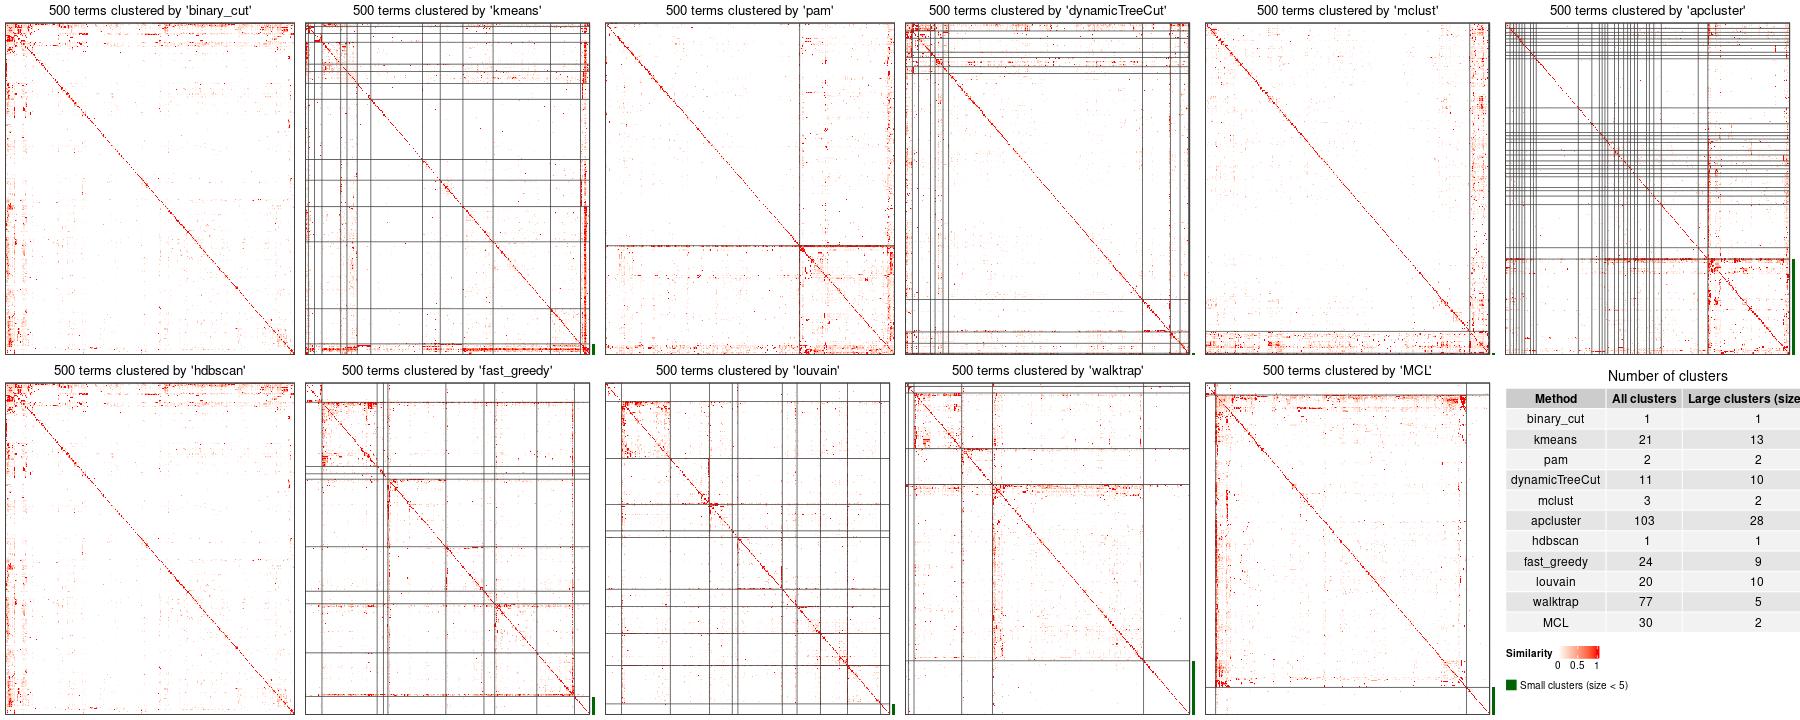 500 terms clustered by 'binary_cut'
500 terms clustered by 'kmeans'
500 terms clustered by 'pam'
500 terms clustered by 'dynamicTreeCut'
500 terms clustered by 'mclust'
500 terms clustered by 'apcluster'
500 terms clustered by 'hdbscan'
500 terms clustered by 'fast_greedy'
500 terms clustered by 'louvain'
500 terms clustered by 'walktrap'
500 terms clustered by 'MCL'
Number of clusters
Method All clusters Large clusters (size
binary_cut 1 1
kmeans 21 13
pam 2 2
dynamicTreeCut 11 10
mclust 3 2
apcluster 103 28
hdbscan 1 1
fast_greedy 24 9
louvain 20 10
walktrap 77 5
MCL 30 2
Similarity
0 0.5 1
Small clusters (size < 5)